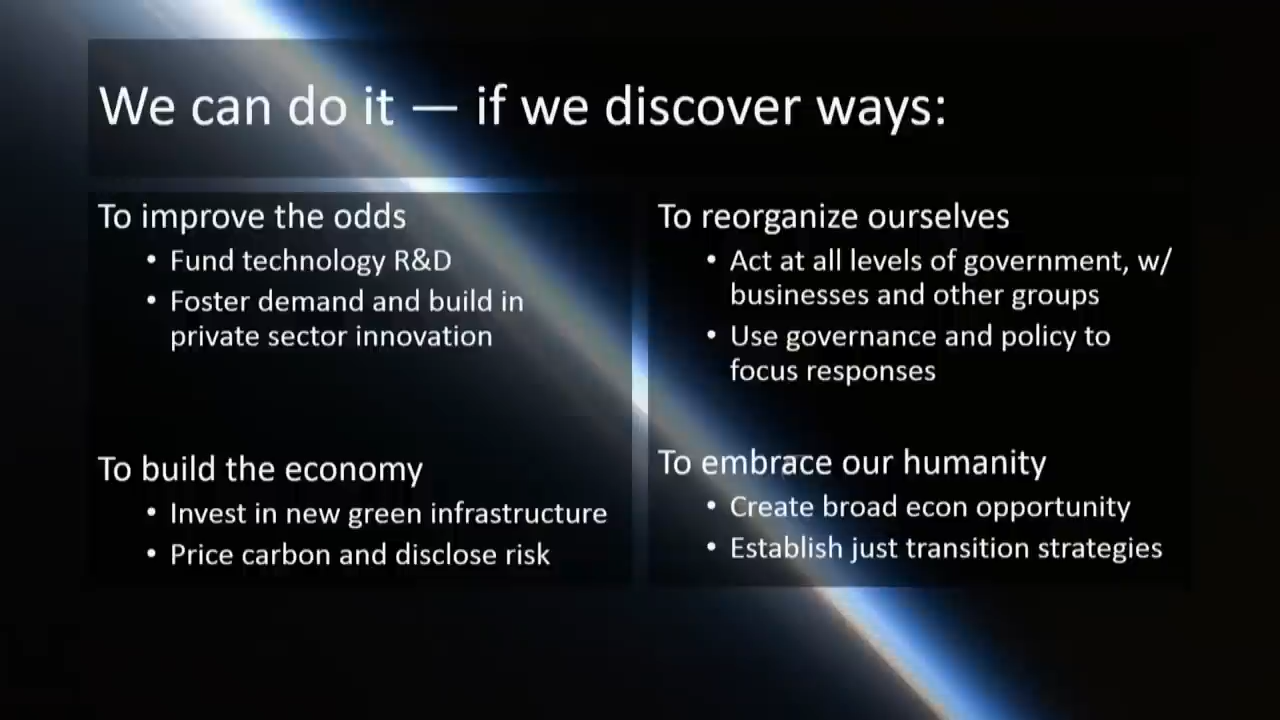 We can do it — if we discover ways:
To improve the odds
• Fund technology R&D
• Foster demand and build in
private sector innovation
To build the economy
• Invest in new green infrastructure
• Price carbon and disclose risk
To reorganize ourselves
• Act at all levels of government, w/
businesses and other groups
• Use governance and policy to
focus responses
To embrace our humanity
• Create broad econ opportunity
• Establish just transition strategies